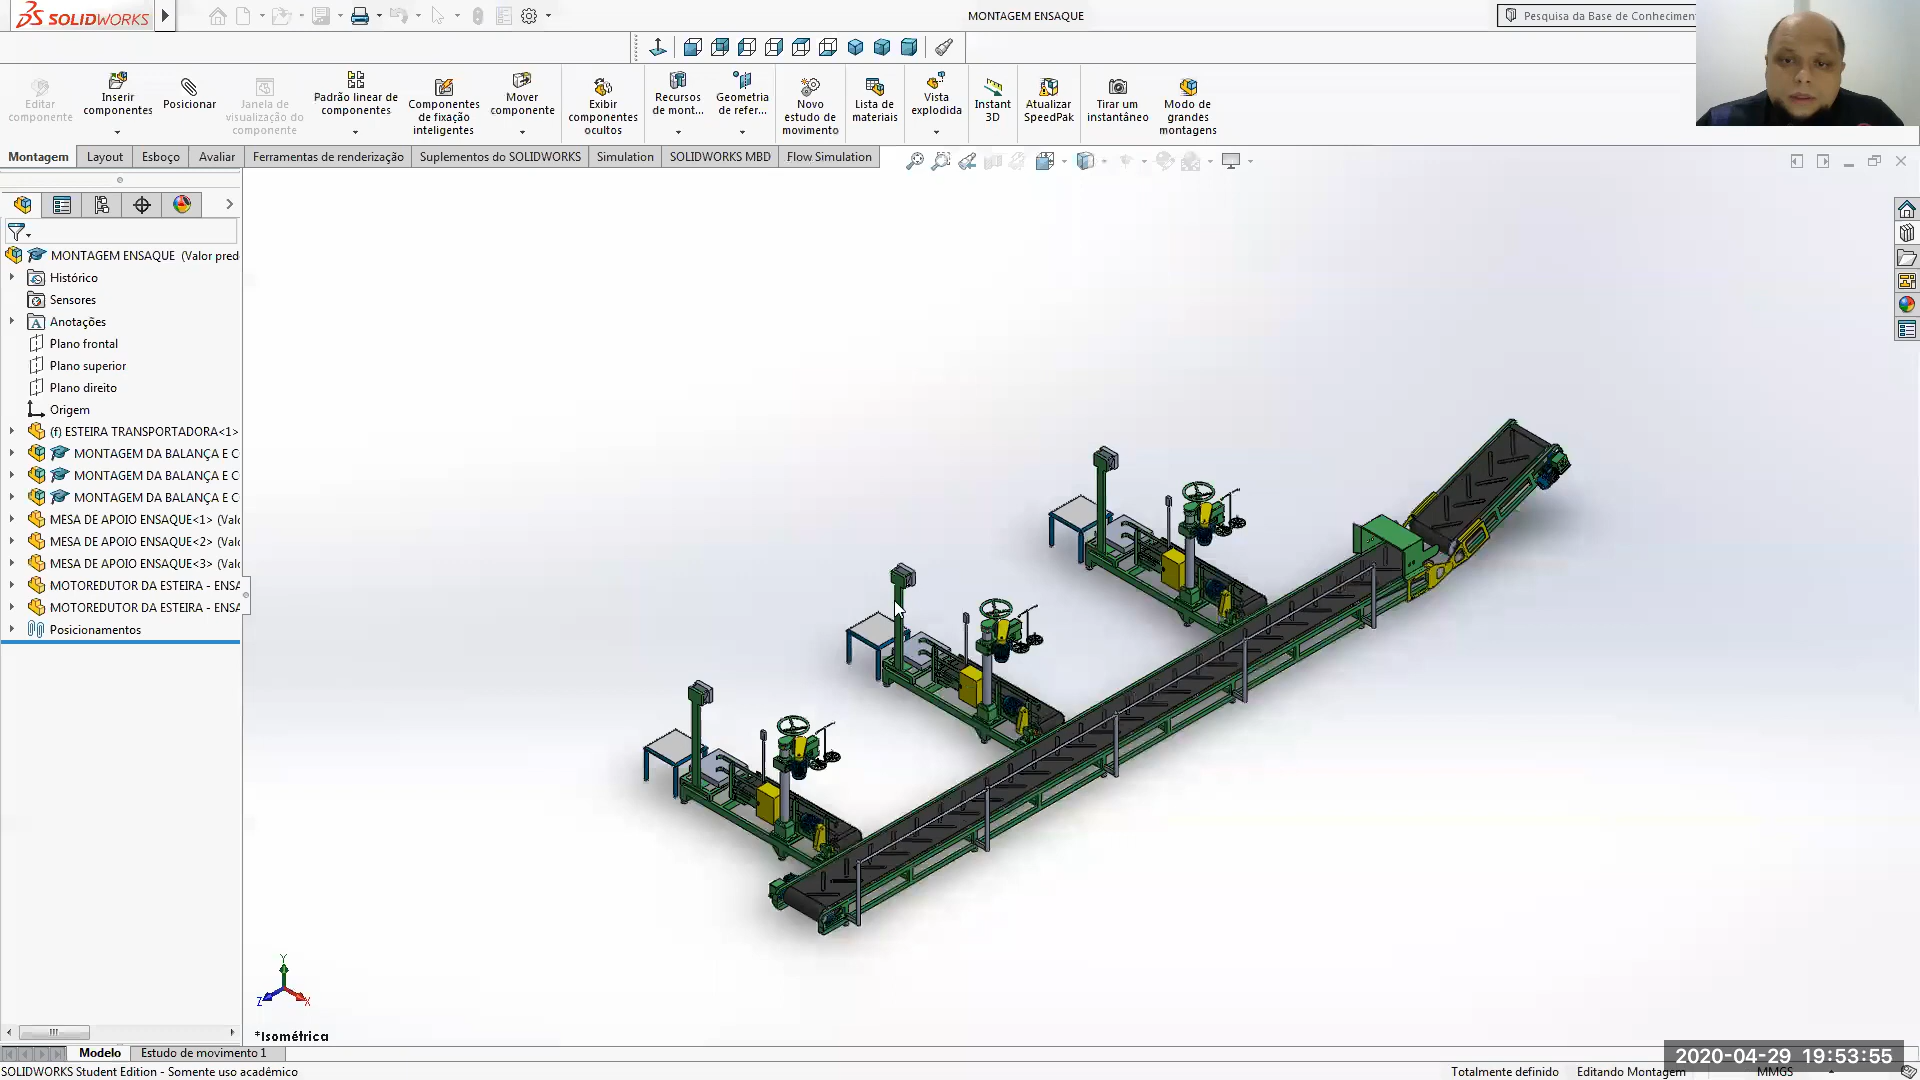 SOLIDWORKS
MONTAGEM ENSAQUE
Pesquisa da Base de Conheciment
Editar componente
Inserir componentes
Posicionar
Janela de visualização do componente
Padrão linear de componentes
Componentes de fixação inteligentes
Mover componente
Exibir componentes ocultos
Recursos de mont...
Geometria de refer...
Novo estudo de movimento
Lista de materiais
Vista explodida
Instant 3D
Atualizar SpeedPak
Tirar um instantâneo
Modo de grandes montagens
Montagem
Layout
Esboço
Avaliar
Ferramentas de renderização
Suplementos do SOLIDWORKS
Simulation
SOLIDWORKS MBD
Flow Simulation
MONTAGEM ENSAQUE (Valor pred
Histórico
Sensores
Anotações
Plano frontal
Plano superior
Plano direito
Origem
(f) ESTEIRA TRANSPORTADORA<1>
MONTAGEM DA BALANÇA E C
MONTAGEM DA BALANÇA E C
MONTAGEM DA BALANÇA E C
MESA DE APOIO ENSAQUE<1> (Valo
MESA DE APOIO ENSAQUE<2> (Valo
MESA DE APOIO ENSAQUE<3> (Valo
MOTOREDUTOR DA ESTEIRA - ENSA
MOTOREDUTOR DA ESTEIRA - ENSA
Posicionamentos
Y
Z
X
*Isométrica
Modelo
Estudo de movimento 1
2020-04-29 19:53:55
SOLIDWORKS Student Edition - Somente uso acadêmico
Totalmente definido
Editando Montagem
MMGS